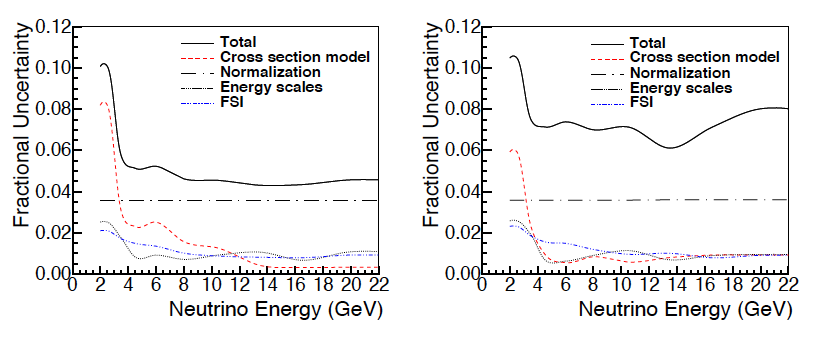 Fractional Uncertainty
0.12
0.10
0.08
0.06
0.04
0.02
0.00
Total
Cross section model
Normalization
Energy scales
FSI
0 2 4 6 8 10 12 14 16 18 20 22
Neutrino Energy (GeV)
Fractional Uncertainty
0.12
0.10
0.08
0.06
0.04
0.02
0.00
Total
Cross section model
Normalization
Energy scales
FSI
0 2 4 6 8 10 12 14 16 18 20 22
Neutrino Energy (GeV)